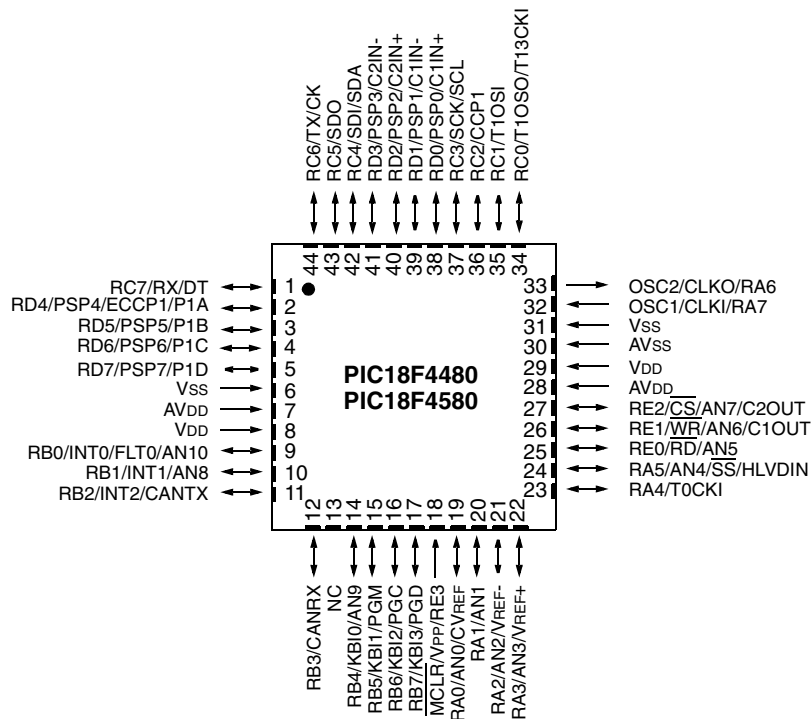 RC6/TX/CK
RC5/SDO
RC4/SDI/SDA
RD3/PSP3/C2IN-
RD2/PSP2/C2IN+
RD1/PSP1/C1IN-
RD0/PSP0/C1IN+
RC3/SCK/SCL
RC2/CCP1
RC1/T1OSI
RC0/T1OSO/T13CKI
44
43
42
41
40
39
38
37
36
35
34
RC7/RX/DT 1
RD4/PSP4/ECCP1/P1A 2
RD5/PSP5/P1B 3
RD6/PSP6/P1C 4
RD7/PSP7/P1D 5
VSS 6
AVDD 7
VDD 8
RB0/INT0/FLT0/AN10 9
RB1/INT1/AN8 10
RB2/INT2/CANTX 11
PIC18F4480
PIC18F4580
33 OSC2/CLKO/RA6
32 OSC1/CLKI/RA7
31 VSS
30 AVSS
29 VDD
28 AVDD
27 RE2/CS/AN7/C2OUT
26 RE1/WR/AN6/C1OUT
25 RE0/RD/AN5
24 RA5/AN4/SS/HLVDIN
23 RA4/T0CKI
12
13
14
15
16
17
18
19
20
21
22
RB3/CANRX
NC
RB4/KBI0/AN9
RB5/KBI1/PGM
RB6/KBI2/PGC
RB7/KBI3/PGD
MCLR/VPP/RE3
RA0/AN0/CVREF
RA1/AN1
RA2/AN2/VREF-
RA3/AN3/VREF+